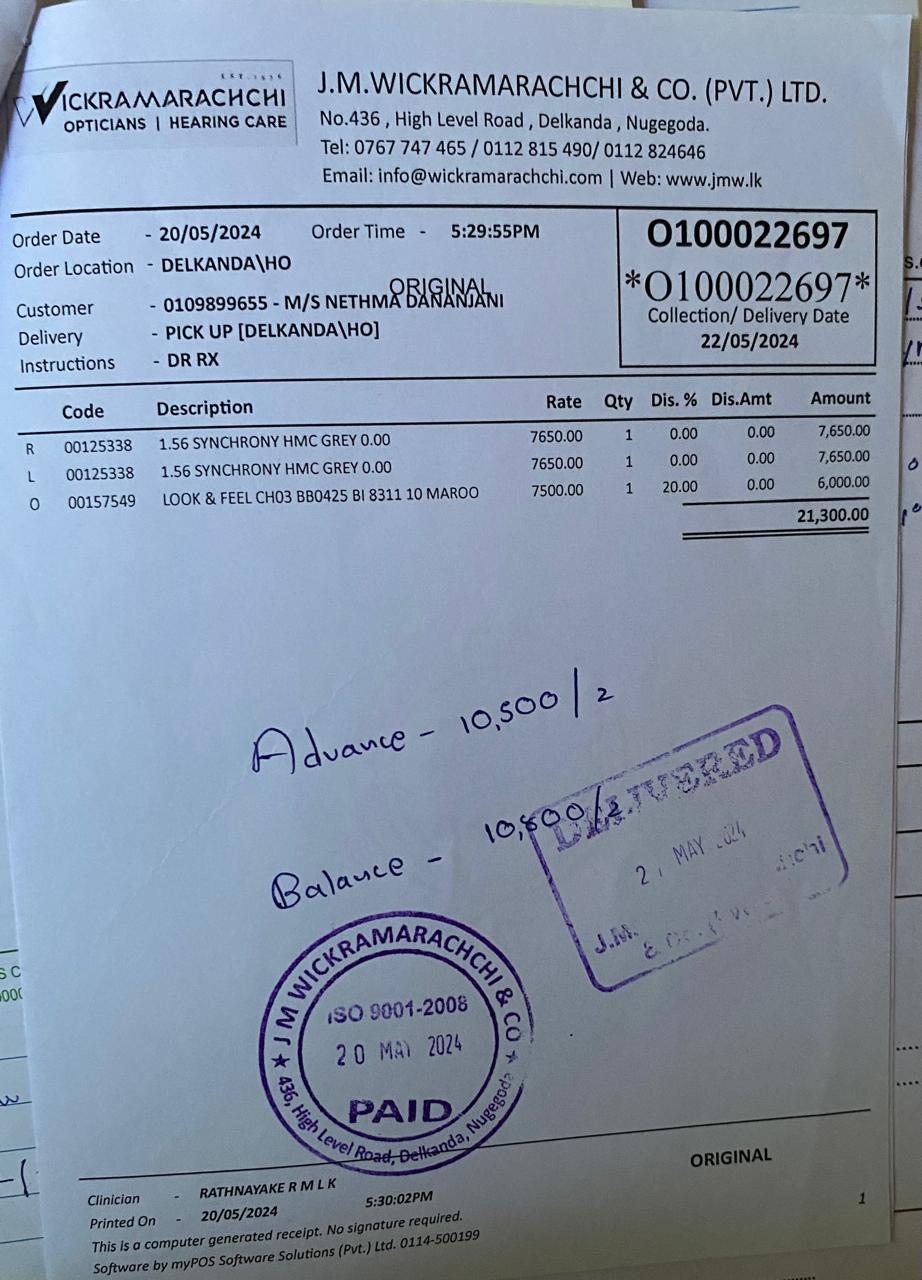 EST. 1936
WICKRAMARACHCHI
OPTICIANS | HEARING CARE
J.M.WICKRAMARACHCHI & CO. (PVT.) LTD.
No.436 , High Level Road , Delkanda , Nugegoda.
Tel: 0767 747 465 / 0112 815 490/ 0112 824646
Email: info@wickramarachchi.com | Web: www.jmw.lk
Order Date - 20/05/2024 Order Time - 5:29:55PM
Order Location - DELKANDA\HO
ORIGINAL
Customer - 0109899655 - M/S NETHMA DANANJANI
Delivery - PICK UP [DELKANDA\HO]
Instructions - DR RX
O100022697
*O100022697*
Collection/ Delivery Date
22/05/2024
Code Description Rate Qty Dis. % Dis.Amt Amount
R 00125338 1.56 SYNCHRONY HMC GREY 0.00 7650.00 1 0.00 0.00 7,650.00
L 00125338 1.56 SYNCHRONY HMC GREY 0.00 7650.00 1 0.00 0.00 7,650.00
O 00157549 LOOK & FEEL CH03 BB0425 BI 8311 10 MAROO 7500.00 1 20.00 0.00 6,000.00
21,300.00
Advance - 10,500/2
Balance - 10,800/2
DELIVERED
MAY 2024
J.M.
J M WICKRAMARACHCHI & CO
ISO 9001-2008
20 MAY 2024
PAID
436, High Level Road, Delkanda, Nugegoda
ORIGINAL
Clinician - RATHNAYAKE R M L K
Printed On - 20/05/2024 5:30:02PM
1
This is a computer generated receipt. No signature required.
Software by myPOS Software Solutions (Pvt.) Ltd. 0114-500199